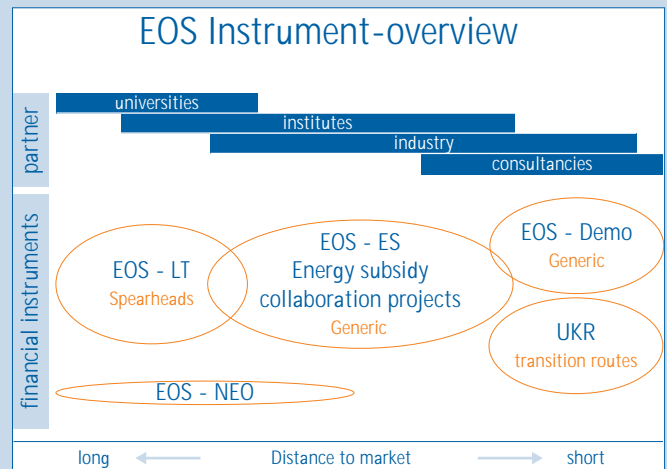 EOS Instrument-overview
partner
universities
institutes
industry
consultancies
financial instruments
EOS - LT
Spearheads
EOS - ES
Energy subsidy
collaboration projects
Generic
EOS - Demo
Generic
UKR
transition routes
EOS - NEO
long
Distance to market
short